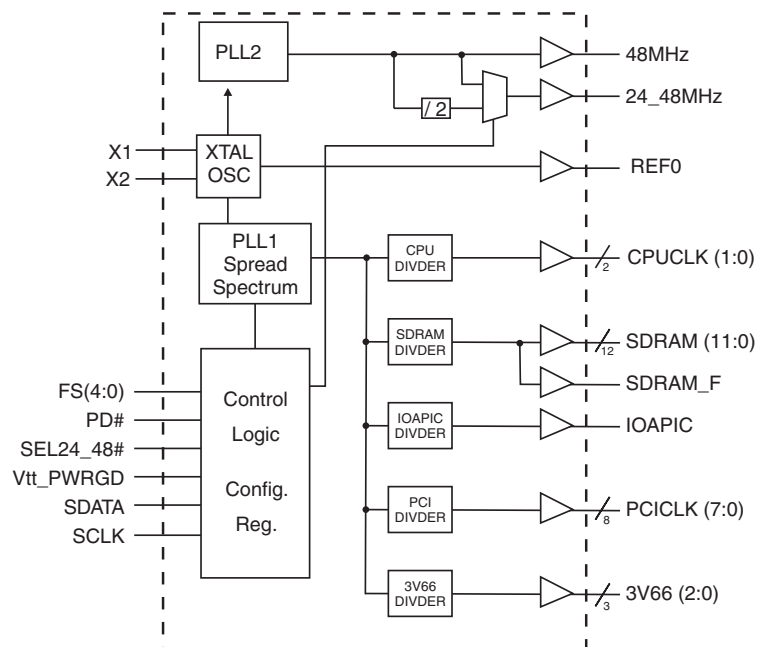 PLL2
48MHz
/ 2
24_48MHz
X1
X2
XTAL
OSC
REF0
PLL1
Spread
Spectrum
CPU
DIVDER
2
CPUCLK (1:0)
SDRAM
DIVDER
12
SDRAM (11:0)
SDRAM_F
FS(4:0)
PD#
SEL24_48#
Vtt_PWRGD
SDATA
SCLK
Control
Logic
Config.
Reg.
IOAPIC
DIVDER
IOAPIC
PCI
DIVDER
8
PCICLK (7:0)
3V66
DIVDER
3
3V66 (2:0)